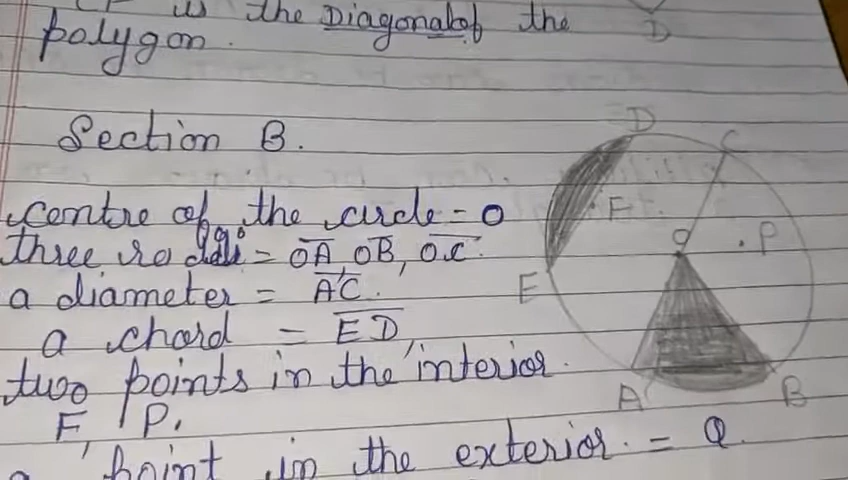 is the Diagonal of the
polygon.
D
Section B.
centre of the circle = O
three radii = OA, OB, OC.
a diameter = AC.
a chord = ED,
two points in the interior.
F, P.
a point in the exterior. = Q.
D
C
F
O
P
E
A
B